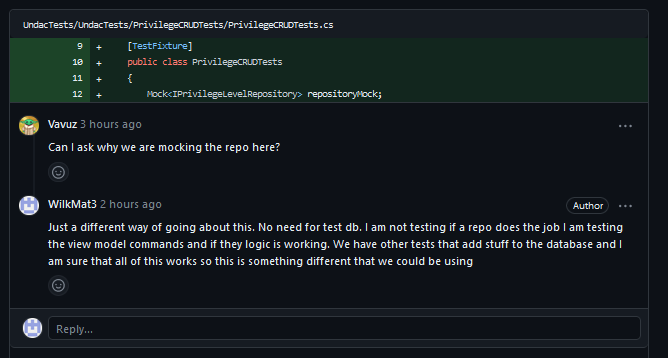 UndacTests/UndacTests/PrivilegeCRUDTests/PrivilegeCRUDTests.cs
9 + [TestFixture]
10 + public class PrivilegeCRUDTests
11 + {
12 + Mock<IPrivilegeLevelRepository> repositoryMock;
Vavuz 3 hours ago
Can I ask why we are mocking the repo here?
WilkMat3 2 hours ago
Author
Just a different way of going about this. No need for test db. I am not testing if a repo does the job I am testing
the view model commands and if they logic is working. We have other tests that add stuff to the database and I
am sure that all of this works so this is something different that we could be using
Reply...